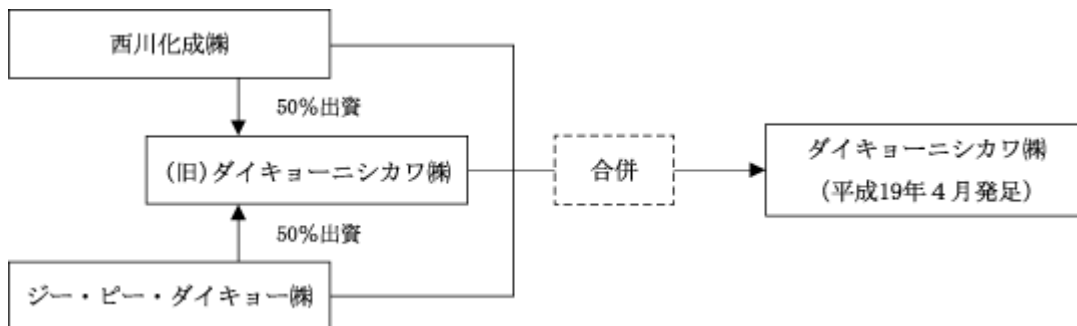 西川化成㈱
50％出資
(旧)ダイキョーニシカワ㈱
合併
ダイキョーニシカワ㈱
(平成19年４月発足)
50％出資
ジー・ピー・ダイキョー㈱